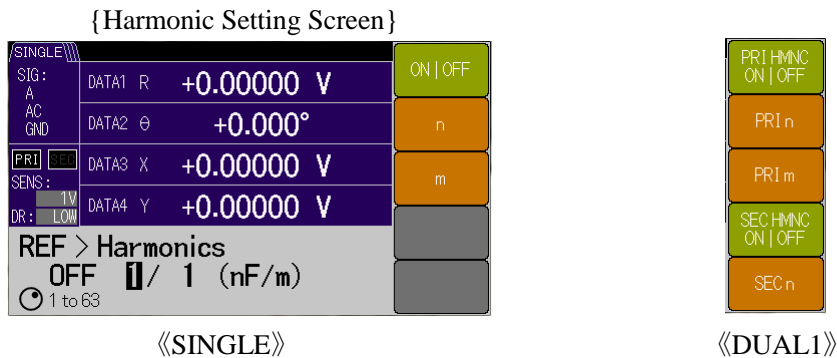 {Harmonic Setting Screen}
SINGLE
SIG:
A
AC
GND
PRI SEC
SENS:
1V
DR: LOW
DATA1 R +0.00000 V
DATA2 θ +0.000°
DATA3 X +0.00000 V
DATA4 Y +0.00000 V
REF > Harmonics
OFF 1/ 1 (nF/m)
1 to 63
ON|OFF
n
m
PRI HMNC
ON|OFF
PRI n
PRI m
SEC HMNC
ON|OFF
SEC n
《SINGLE》
《DUAL1》